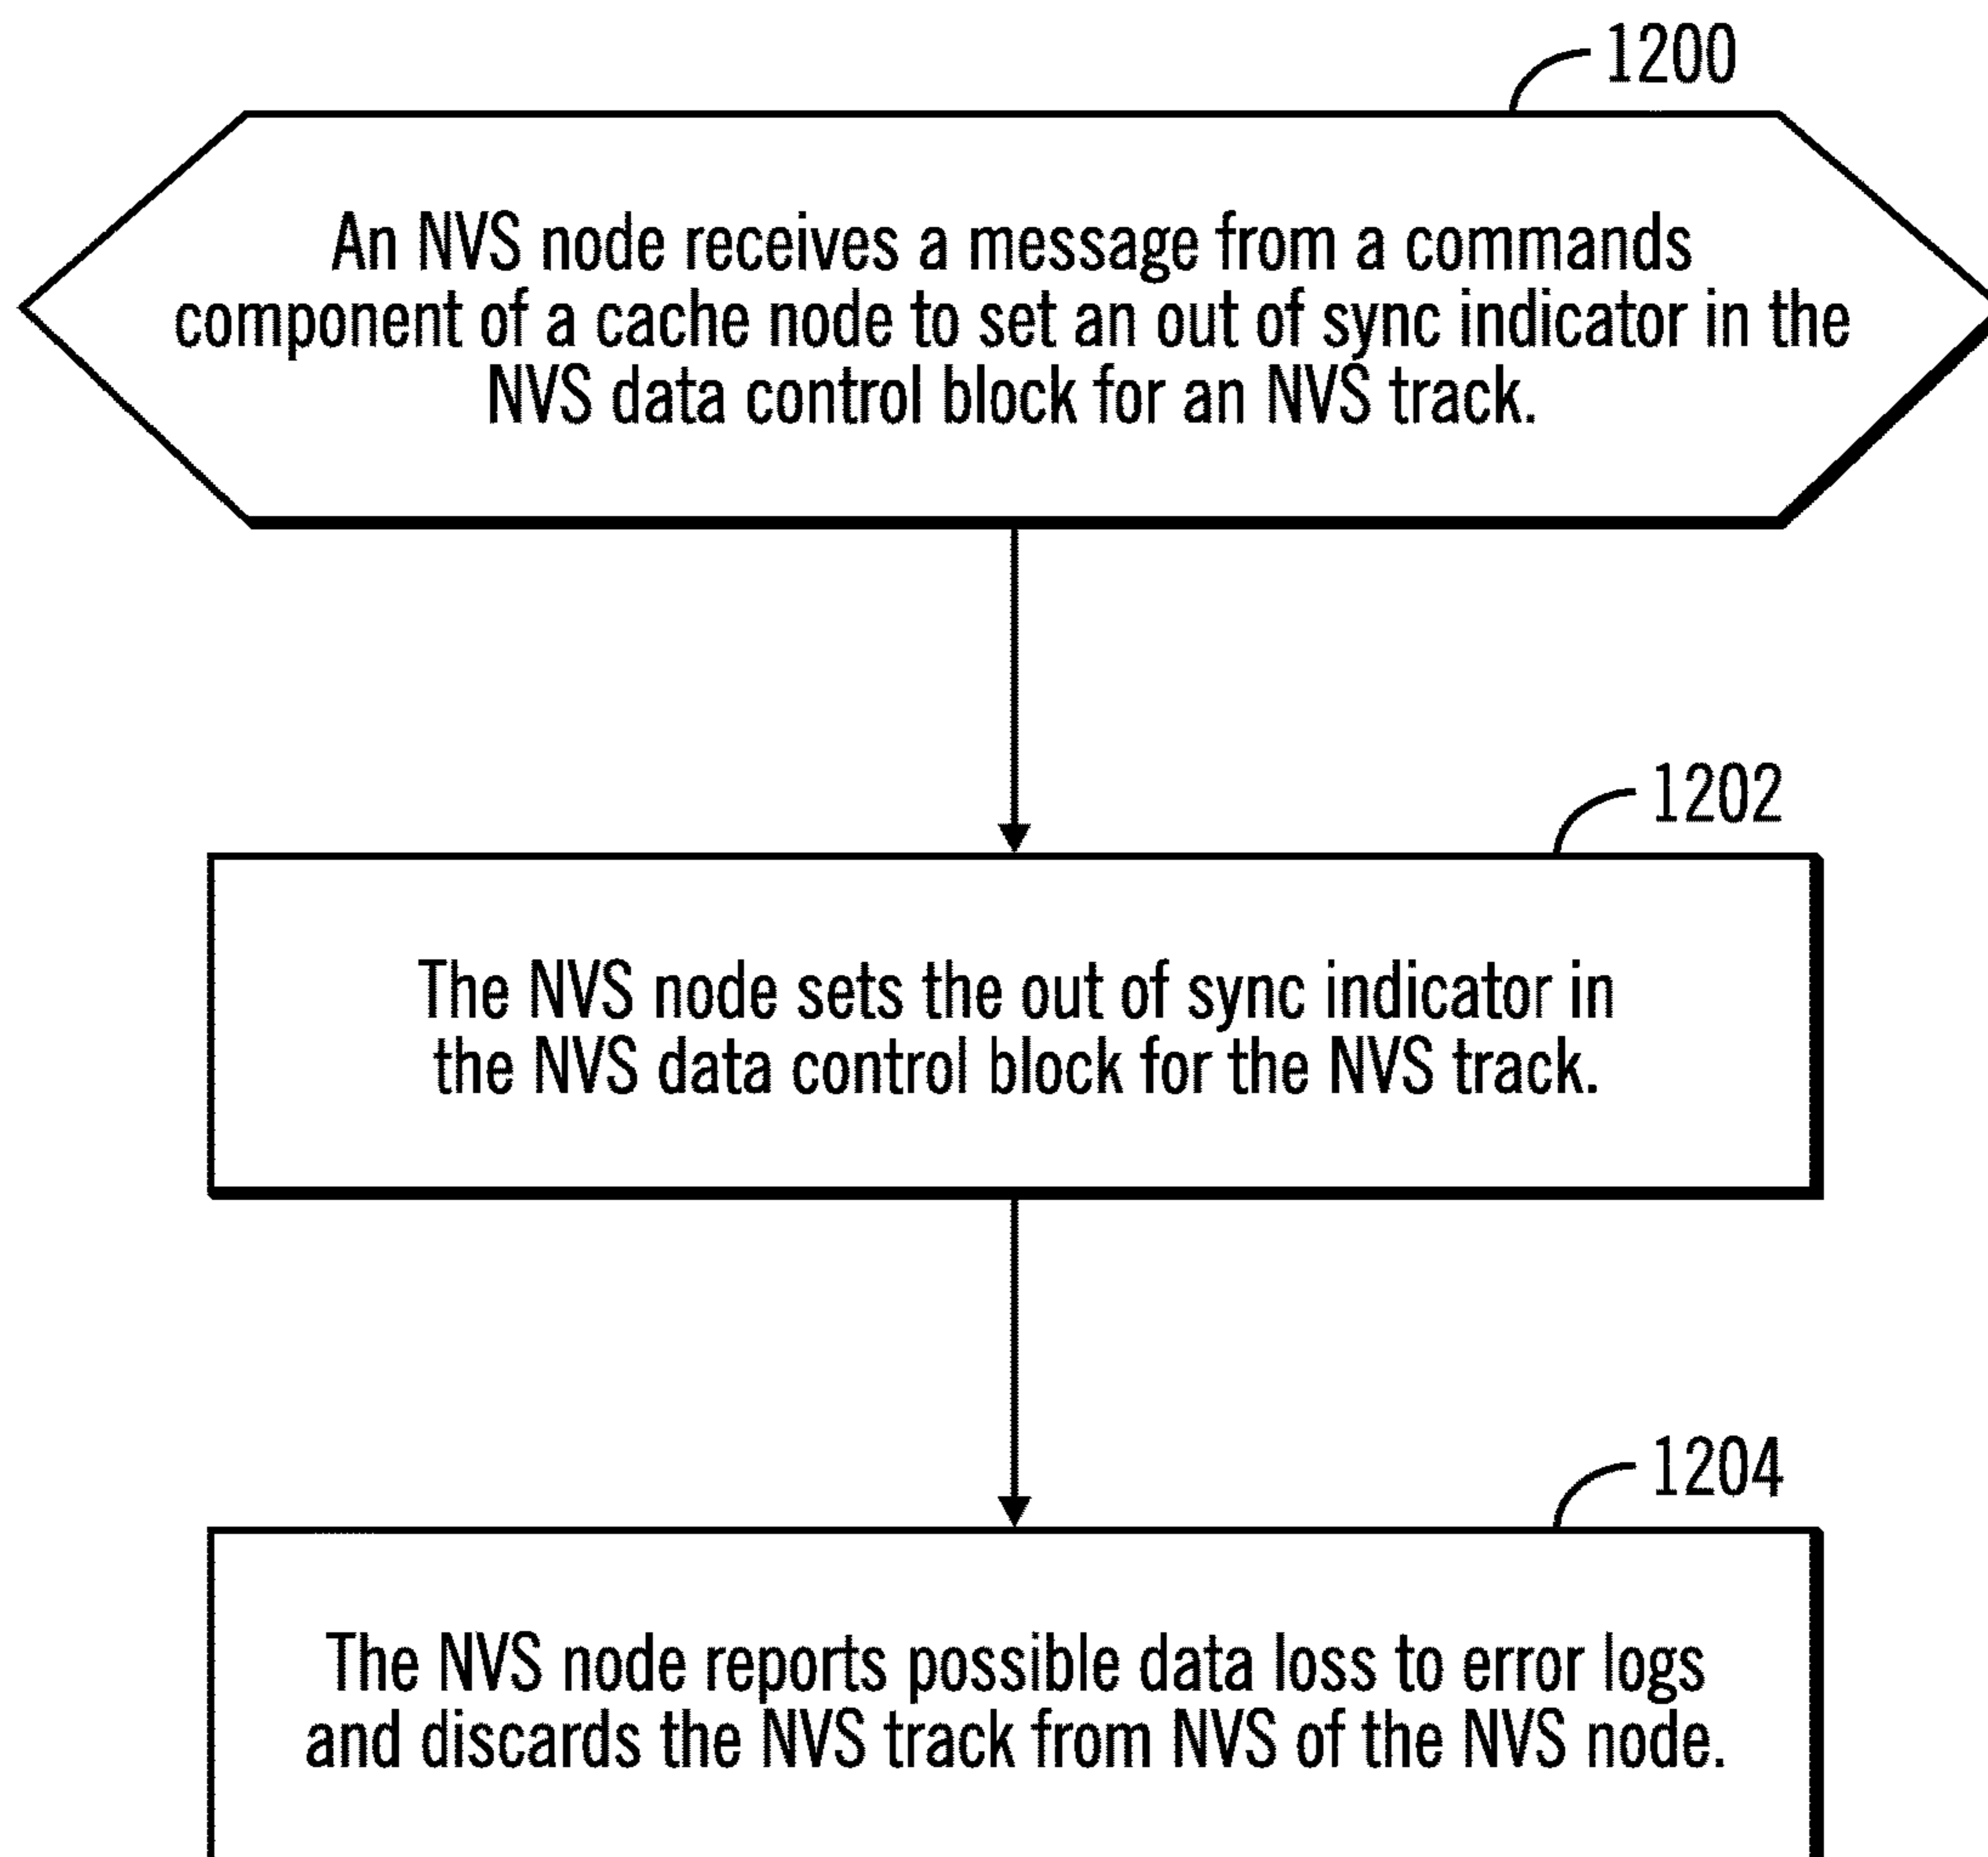 1200
An NVS node receives a message from a commands
component of a cache node to set an out of sync indicator in the
NVS data control block for an NVS track.
1202
The NVS node sets the out of sync indicator in
the NVS data control block for the NVS track.
1204
The NVS node reports possible data loss to error logs
and discards the NVS track from NVS of the NVS node.